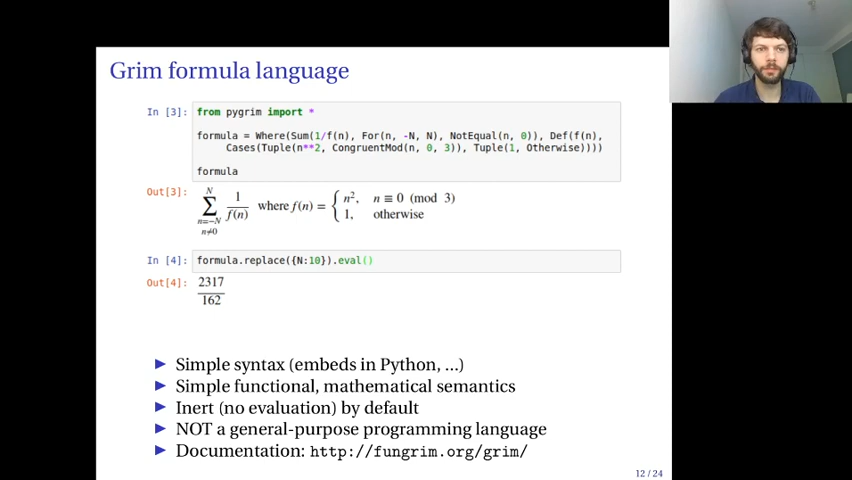 Grim formula language
In [3]: from pygrim import *
formula = Where(Sum(1/f(n), For(n, -N, N), NotEqual(n, 0)), Def(f(n),
Cases(Tuple(n**2, CongruentMod(n, 0, 3)), Tuple(1, Otherwise))))
formula
Out[3]: N ∑ n=-N n≠0 1/f(n) where f(n) = { n², n ≡ 0 (mod 3)
1, otherwise
In [4]: formula.replace({N:10}).eval()
Out[4]: 2317
162
► Simple syntax (embeds in Python, ...)
► Simple functional, mathematical semantics
► Inert (no evaluation) by default
► NOT a general-purpose programming language
► Documentation: http://fungrim.org/grim/
12 / 24